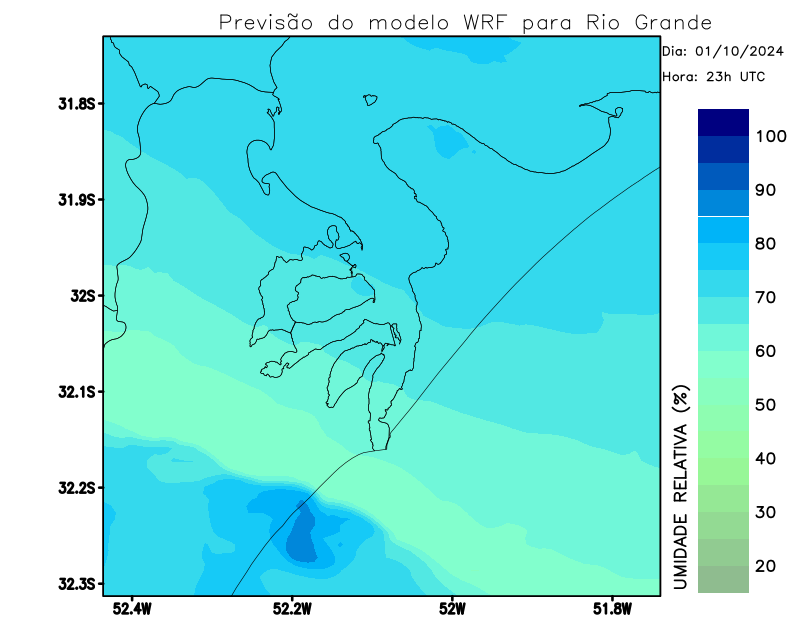 Previsão do modelo WRF para Rio Grande
Dia: 01/10/2024
Hora: 23h UTC
31.8S
31.9S
32S
32.1S
32.2S
32.3S
52.4W
52.2W
52W
51.8W
100
90
80
70
60
50
40
30
20
UMIDADE RELATIVA (%)